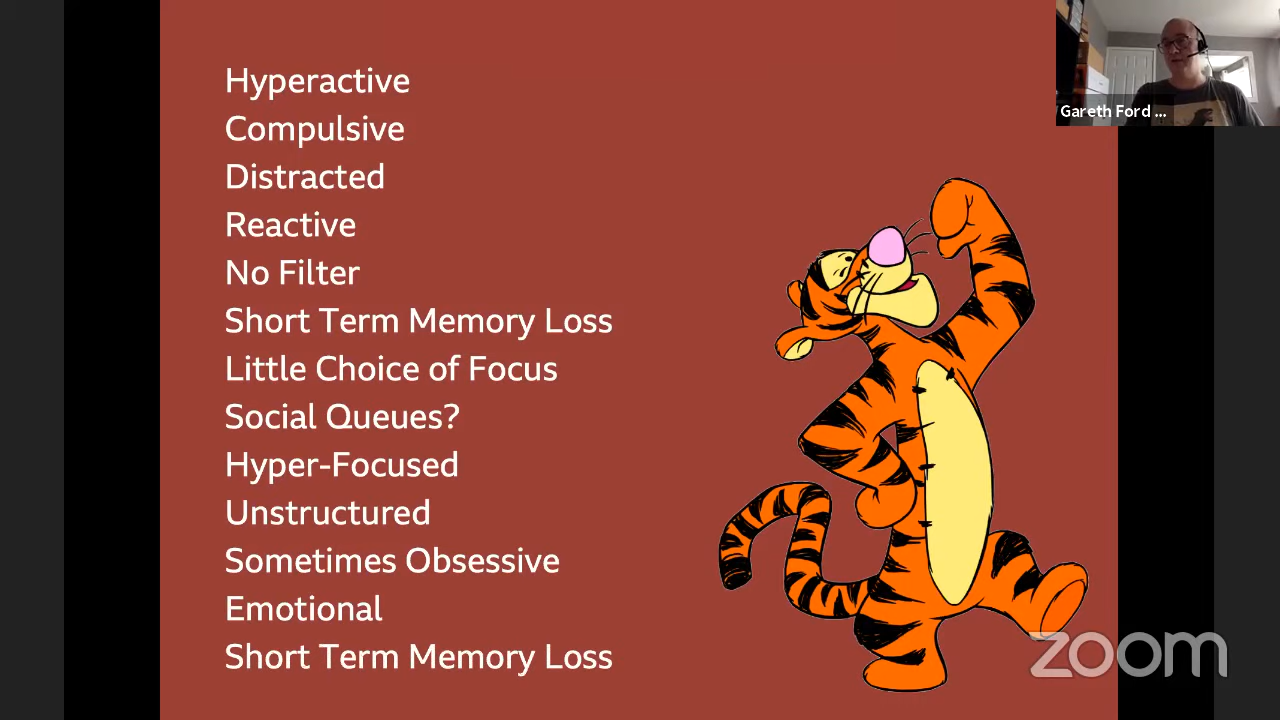 Hyperactive
Compulsive
Distracted
Reactive
No Filter
Short Term Memory Loss
Little Choice of Focus
Social Queues?
Hyper-Focused
Unstructured
Sometimes Obsessive
Emotional
Short Term Memory Loss
Gareth Ford ...
zoom